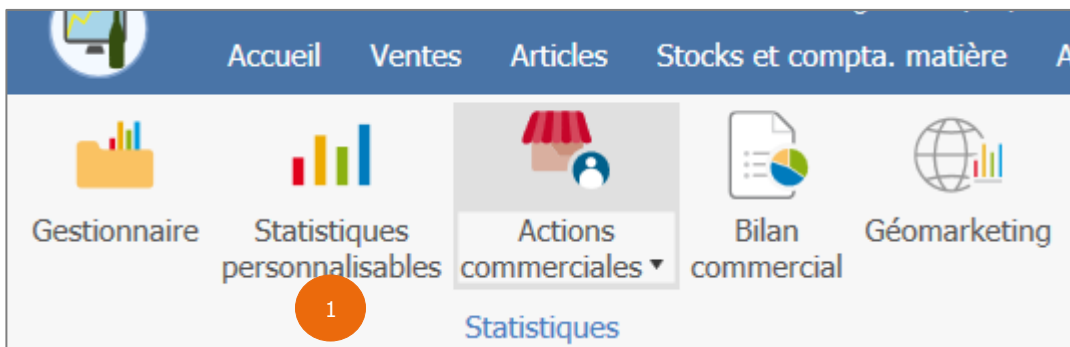 Accueil Ventes Articles Stocks et compta. matière
Gestionnaire
Statistiques
personnalisables
Actions
commerciales
Bilan
commercial
Géomarketing
1
Statistiques